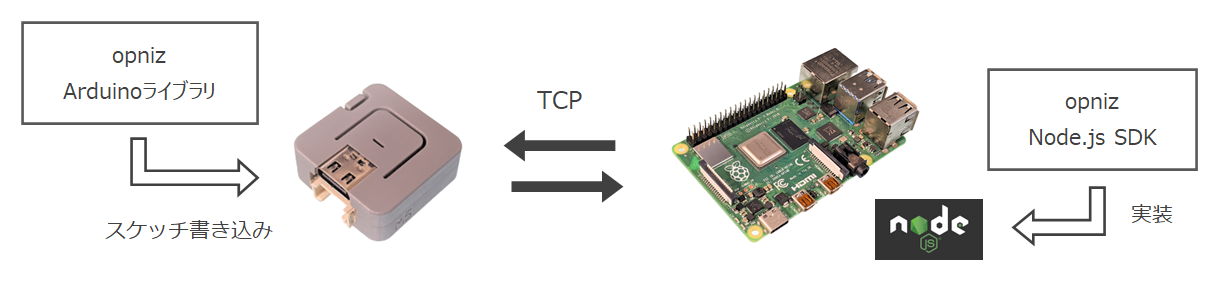 opniz
Arduinoライブラリ
スケッチ書き込み
TCP
HDMI
node
JS
opniz
Node.js SDK
実装